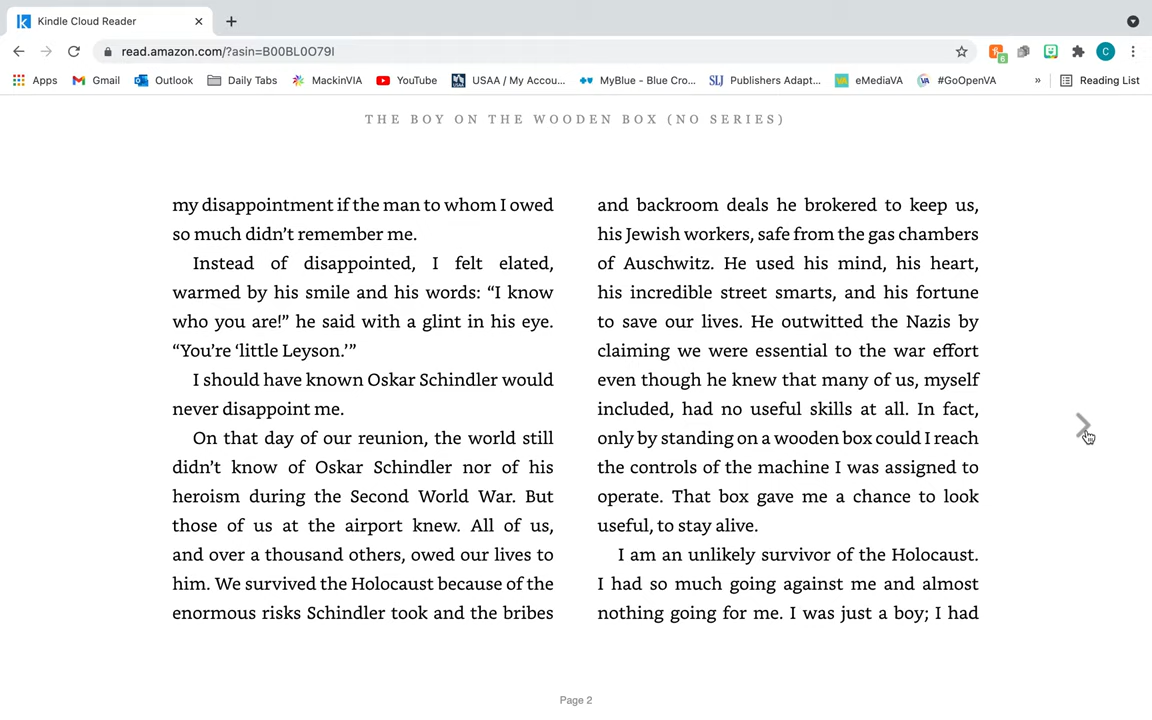 Kindle Cloud Reader
read.amazon.com/?asin=B00BL0O79I
6
C
Apps Gmail Outlook Daily Tabs MackinVIA YouTube USAA / My Accou... MyBlue - Blue Cro... SLJ Publishers Adapt... eMediaVA #GoOpenVA » Reading List
THE BOY ON THE WOODEN BOX (NO SERIES)
my disappointment if the man to whom I owed
so much didn’t remember me.
Instead of disappointed, I felt elated,
warmed by his smile and his words: “I know
who you are!” he said with a glint in his eye.
“You’re ‘little Leyson.’”
I should have known Oskar Schindler would
never disappoint me.
On that day of our reunion, the world still
didn’t know of Oskar Schindler nor of his
heroism during the Second World War. But
those of us at the airport knew. All of us,
and over a thousand others, owed our lives to
him. We survived the Holocaust because of the
enormous risks Schindler took and the bribes
and backroom deals he brokered to keep us,
his Jewish workers, safe from the gas chambers
of Auschwitz. He used his mind, his heart,
his incredible street smarts, and his fortune
to save our lives. He outwitted the Nazis by
claiming we were essential to the war effort
even though he knew that many of us, myself
included, had no useful skills at all. In fact,
only by standing on a wooden box could I reach
the controls of the machine I was assigned to
operate. That box gave me a chance to look
useful, to stay alive.
I am an unlikely survivor of the Holocaust.
I had so much going against me and almost
nothing going for me. I was just a boy; I had
Page 2